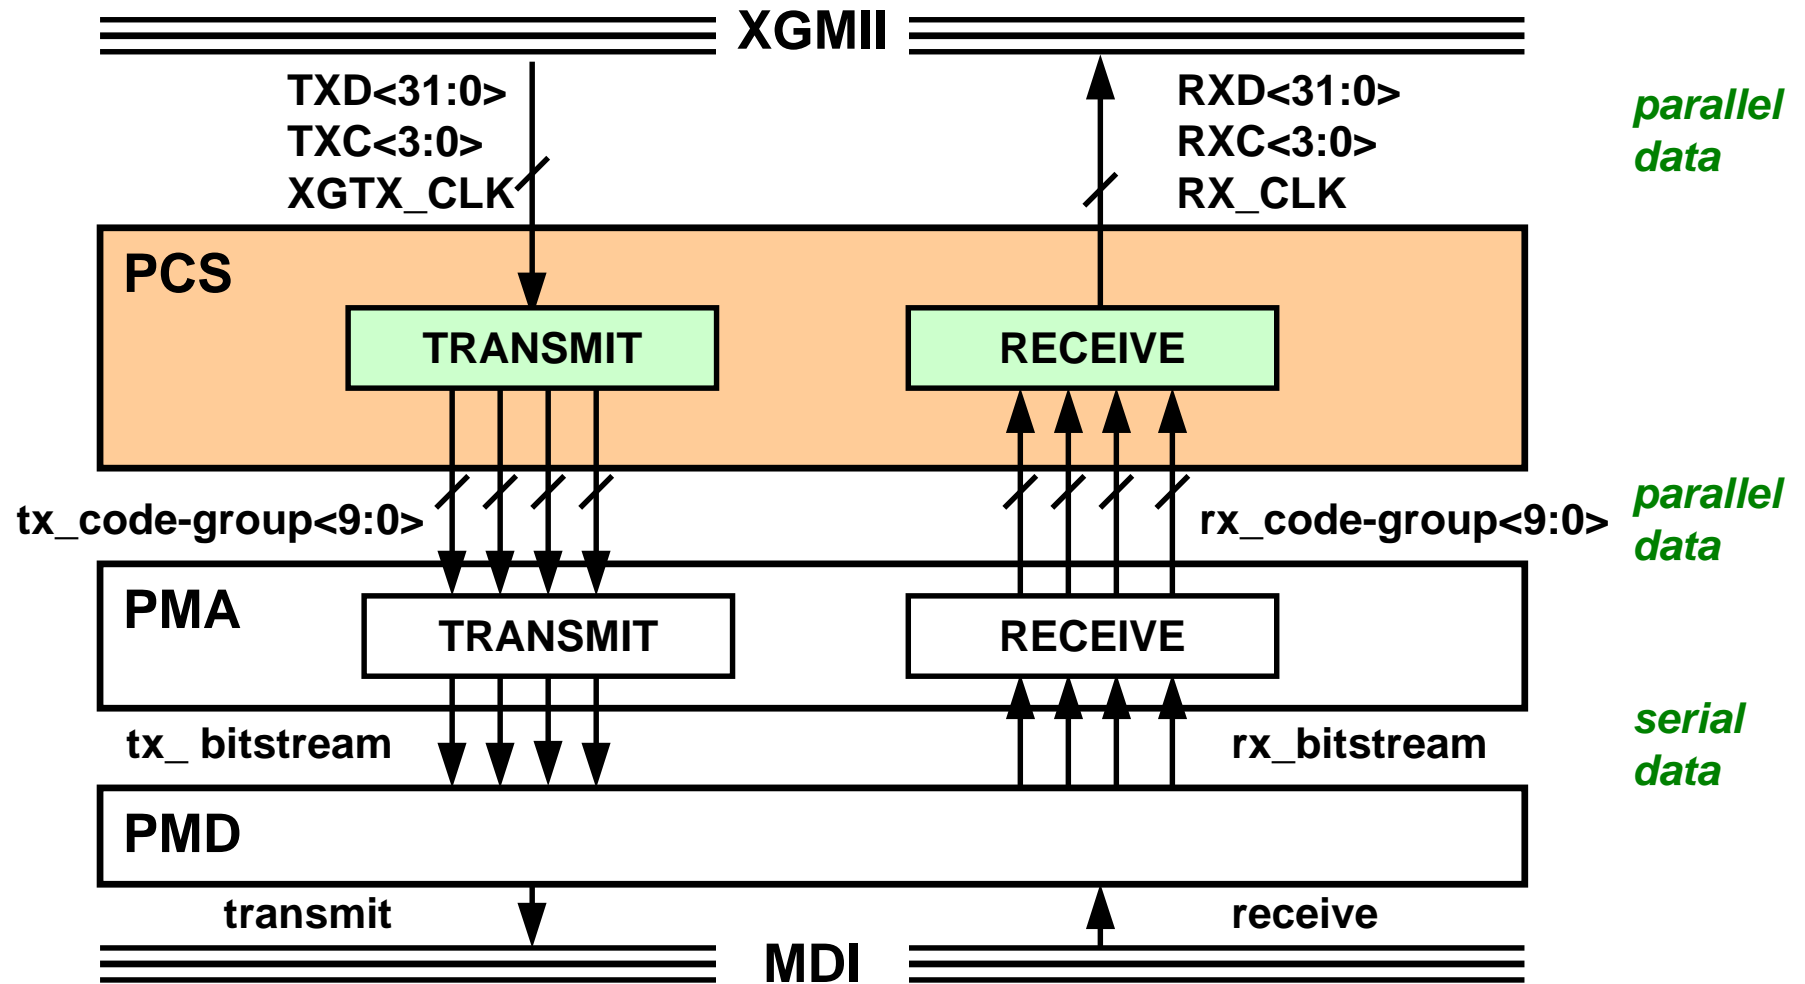 XGMII
TXD<31:0>
TXC<3:0>
XGTX_CLK
RXD<31:0>
RXC<3:0>
RX_CLK
parallel
data
PCS
TRANSMIT
RECEIVE
tx_code-group<9:0>
rx_code-group<9:0>
parallel
data
PMA
TRANSMIT
RECEIVE
tx_ bitstream
rx_bitstream
serial
data
PMD
transmit
receive
MDI